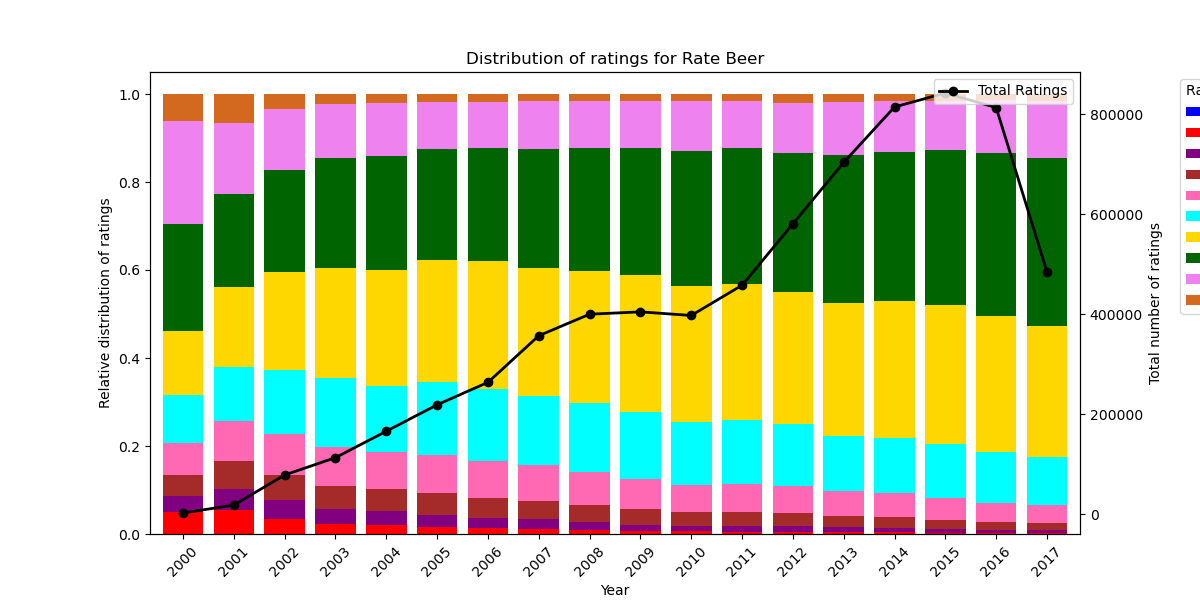 Distribution of ratings for Rate Beer
Total Ratings
Relative distribution of ratings
1.0
0.8
0.6
0.4
0.2
0.0
800000
600000
400000
200000
0
Total number of ratings
2000 2001 2002 2003 2004 2005 2006 2007 2008 2009 2010 2011 2012 2013 2014 2015 2016 2017
Year